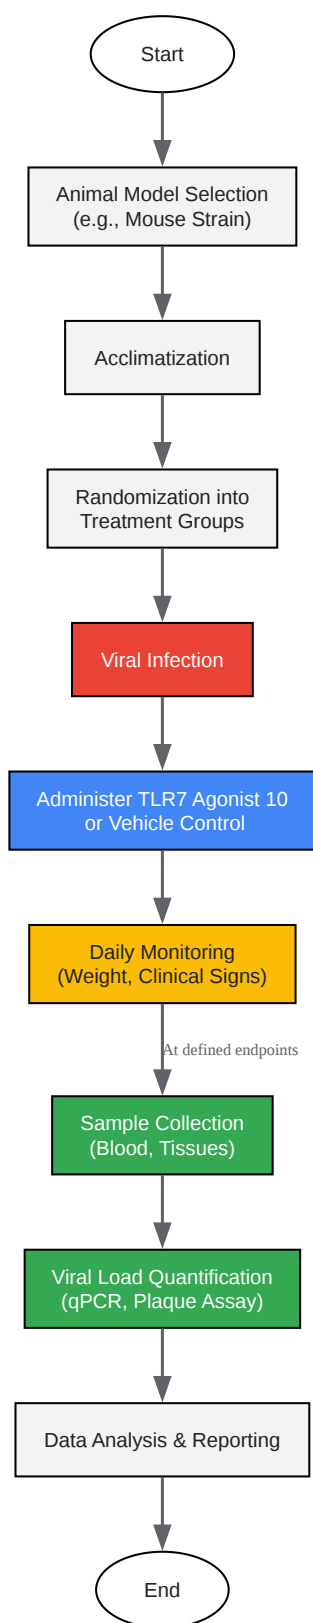 Start
Animal Model Selection
(e.g., Mouse Strain)
Acclimatization
Randomization into
Treatment Groups
Viral Infection
Administer TLR7 Agonist 10
or Vehicle Control
Daily Monitoring
(Weight, Clinical Signs)
At defined endpoints
Sample Collection
(Blood, Tissues)
Viral Load Quantification
(qPCR, Plaque Assay)
Data Analysis & Reporting
End